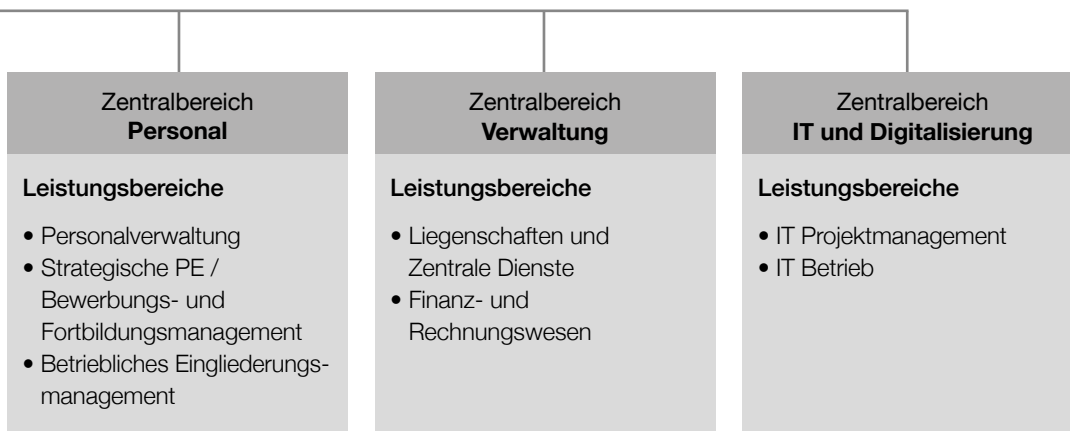 Zentralbereich
Personal
Leistungsbereiche
• Personalverwaltung
• Strategische PE /
Bewerbungs- und
Fortbildungsmanagement
• Betriebliches Eingliederungs-
management
Zentralbereich
Verwaltung
Leistungsbereiche
• Liegenschaften und
Zentrale Dienste
• Finanz- und
Rechnungswesen
Zentralbereich
IT und Digitalisierung
Leistungsbereiche
• IT Projektmanagement
• IT Betrieb